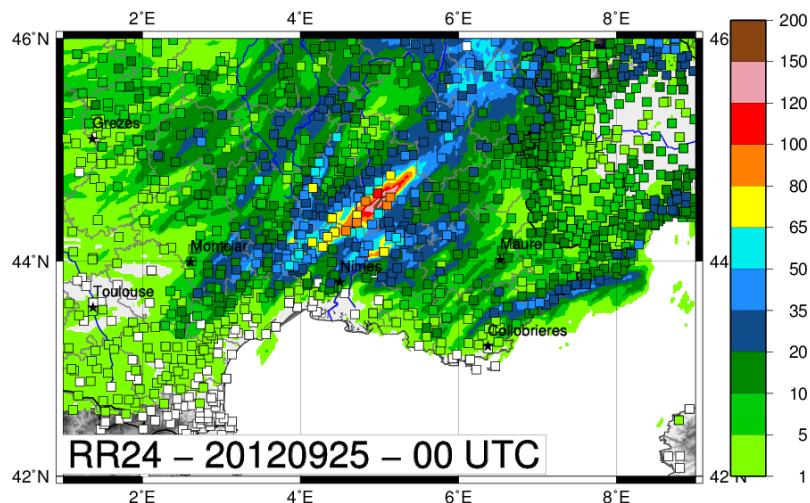 2°E 4°E 6°E 8°E
46°N 46°
200
150
120
100
80
65
50
35
20
10
5
1
Grezes
Montclar
Maure
44°N 44°
Nimes
Toulouse
Collobrieres
RR24 – 20120925 – 00 UTC
42°N 42°N
2°E 4°E 6°E 8°E